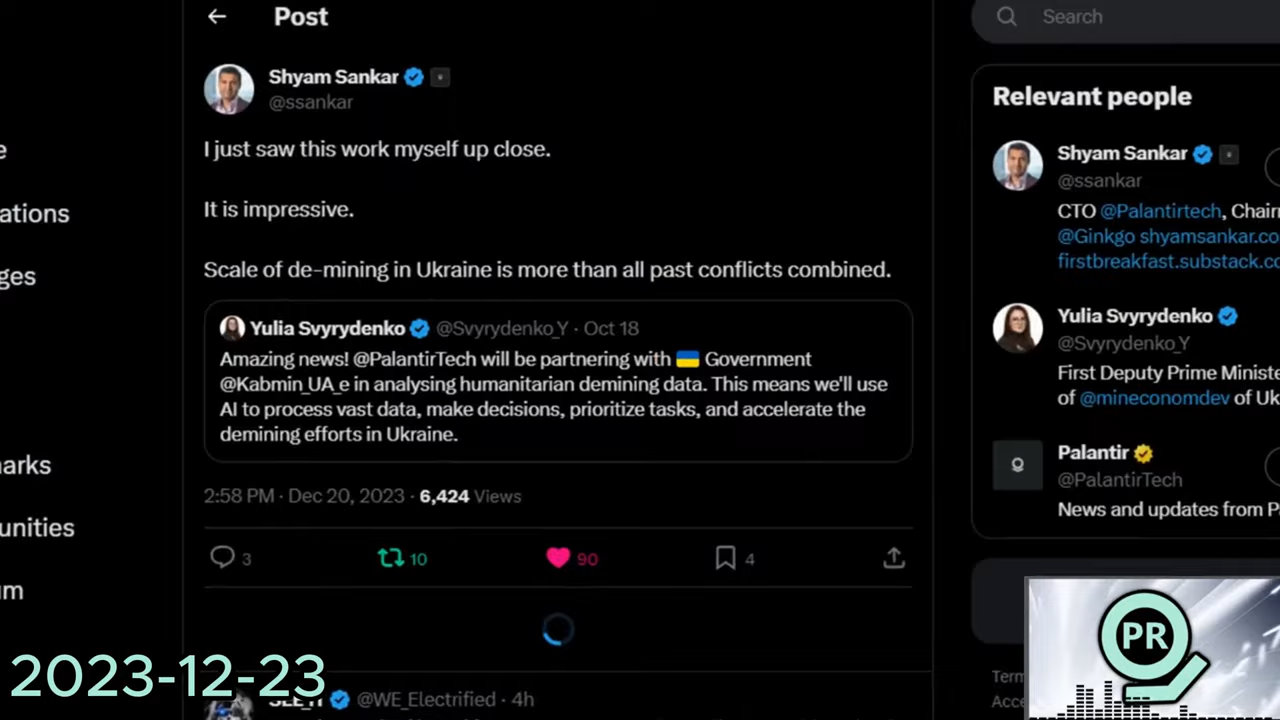 Post
Search
Shyam Sankar
@ssankar
I just saw this work myself up close.
It is impressive.
Scale of de-mining in Ukraine is more than all past conflicts combined.
Yulia Svyrydenko @Svyrydenko_Y · Oct 18
Amazing news! @PalantirTech will be partnering with 🇺🇦 Government
@Kabmin_UA_e in analysing humanitarian demining data. This means we'll use
AI to process vast data, make decisions, prioritize tasks, and accelerate the
demining efforts in Ukraine.
2:58 PM · Dec 20, 2023 · 6,424 Views
3
10
90
4
@WE_Electrified · 4h
e
ations
ges
arks
unities
m
Relevant people
Shyam Sankar
@ssankar
CTO @Palantirtech, Chair
@Ginkgo shyamsankar.co
firstbreakfast.substack.c
Yulia Svyrydenko
@Svyrydenko_Y
First Deputy Prime Ministe
of @mineconomdev of Uk
Palantir
@PalantirTech
News and updates from P
Term
Acce
PR
2023-12-23